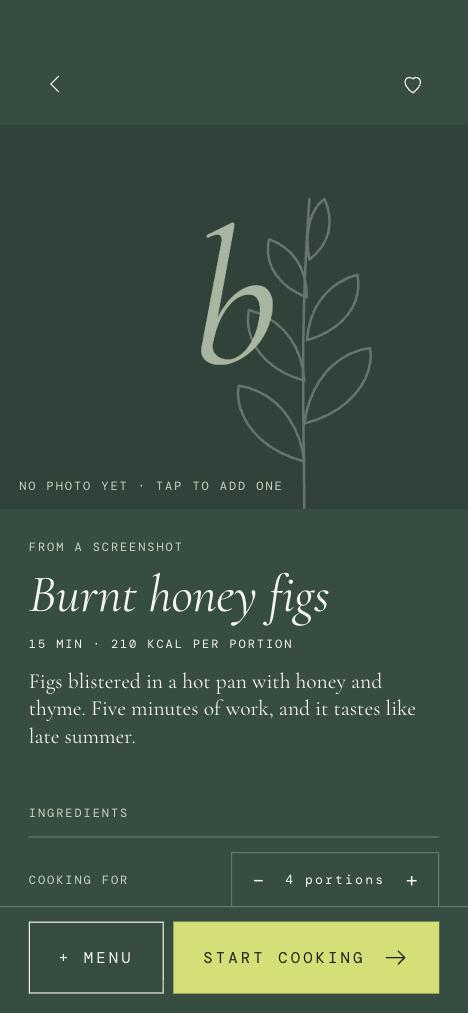 b
NO PHOTO YET · TAP TO ADD ONE
FROM A SCREENSHOT
Burnt honey figs
15 MIN · 210 KCAL PER PORTION
Figs blistered in a hot pan with honey and
thyme. Five minutes of work, and it tastes like
late summer.
INGREDIENTS
COOKING FOR
− 4 portions +
+ MENU
START COOKING →